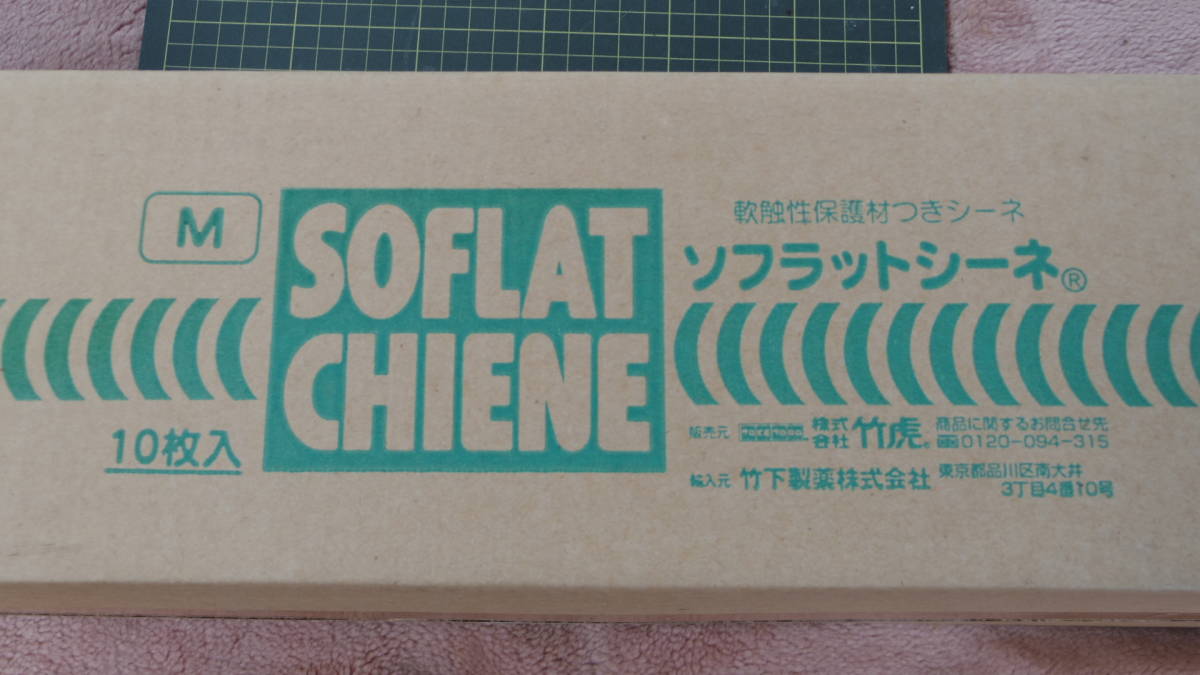 M
SOFLAT
CHIENE
10枚入
軟触性保護材つきシーネ
ソフラットシーネ®
販売元 株式会社 竹虎® 商品に関するお問合せ先
0120-094-315
輸入元 竹下製薬株式会社 東京都品川区南大井
3丁目4番10号